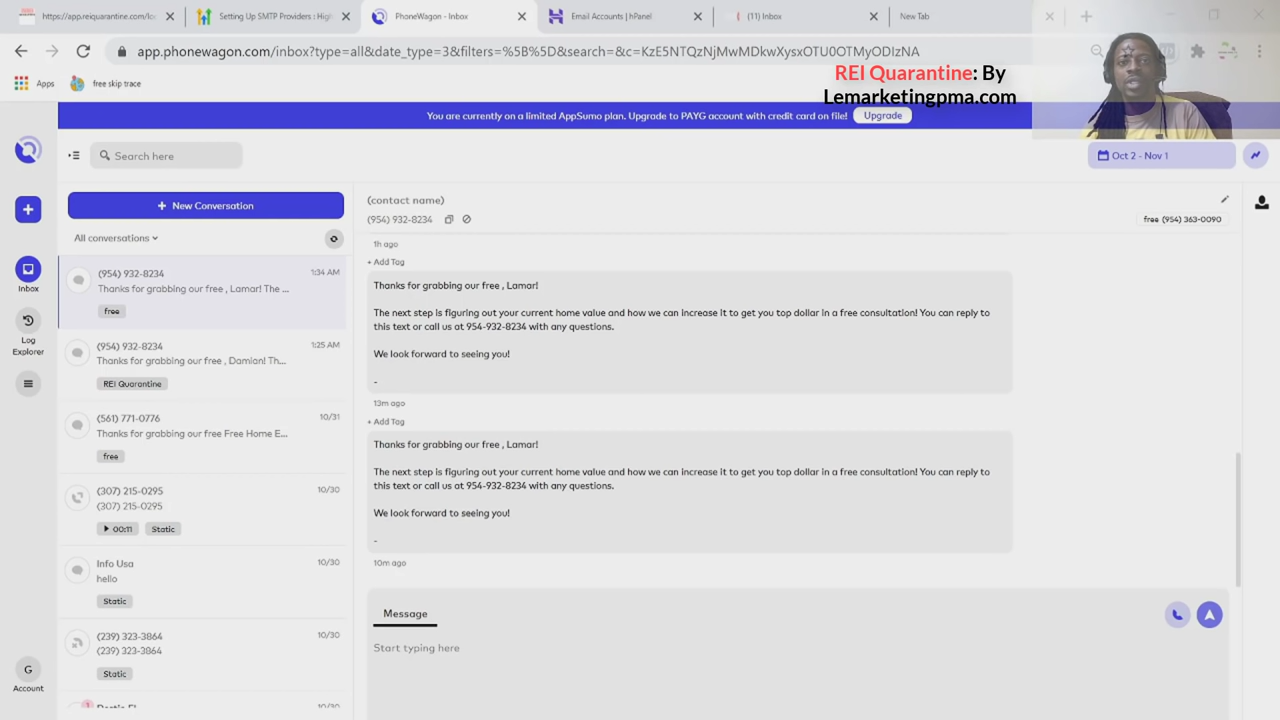 https://app.reiquarantine.com/loc
Setting Up SMTP Providers : High
PhoneWagon - Inbox
Email Accounts | hPanel
(11) Inbox
New Tab
app.phonewagon.com/inbox?type=all&date_type=3&filters=%5B%5D&search=&c=KzE5NTQzNjMwMDkwXysxOTU0OTMyODIzNA
REI Quarantine: By
Lemarketingpma.com
Apps
free skip trace
You are currently on a limited AppSumo plan. Upgrade to PAYG account with credit card on file!
Upgrade
Search here
Oct 2 - Nov 1
+ New Conversation
All conversations
Inbox
Log
Explorer
G
Account
(954) 932-8234
1:34 AM
Thanks for grabbing our free , Lamar! The ...
free
(954) 932-8234
1:25 AM
Thanks for grabbing our free , Damian! Th...
REI Quarantine
(561) 771-0776
10/31
Thanks for grabbing our free Free Home E...
free
(307) 215-0295
10/30
(307) 215-0295
00:11
Static
Info Usa
10/30
hello
Static
(239) 323-3864
10/30
(239) 323-3864
Static
10/30
(contact name)
(954) 932-8234
free (954) 363-0090
1h ago
+ Add Tag
Thanks for grabbing our free , Lamar!
The next step is figuring out your current home value and how we can increase it to get you top dollar in a free consultation! You can reply to
this text or call us at 954-932-8234 with any questions.
We look forward to seeing you!
-
13m ago
+ Add Tag
Thanks for grabbing our free , Lamar!
The next step is figuring out your current home value and how we can increase it to get you top dollar in a free consultation! You can reply to
this text or call us at 954-932-8234 with any questions.
We look forward to seeing you!
-
10m ago
Message
Start typing here